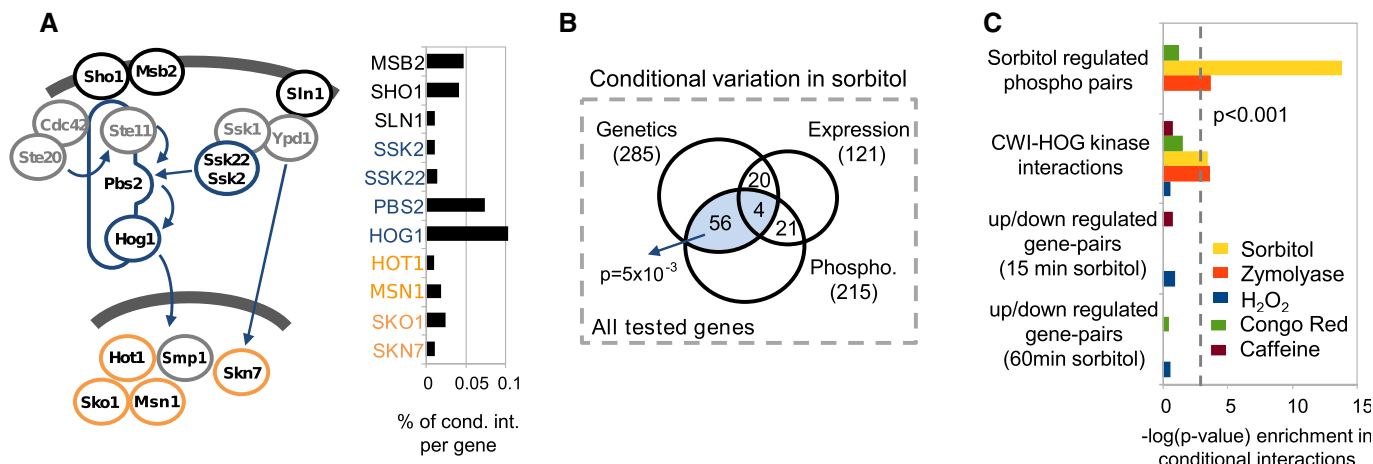 A
Sho1
Msb2
Sln1
Cdc42
Ste11
Ste20
Ssk1
Ypd1
Ssk22
Ssk2
Pbs2
Hog1
Hot1
Smp1
Skn7
Sko1
Msn1
MSB2
SHO1
SLN1
SSK2
SSK22
PBS2
HOG1
HOT1
MSN1
SKO1
SKN7
0 0.05 0.1
% of cond. int.
per gene
B
Conditional variation in sorbitol
Genetics
(285)
Expression
(121)
20
4
56
21
p=5x10-3
Phospho.
(215)
All tested genes
C
Sorbitol regulated
phospho pairs
p<0.001
CWI-HOG kinase
interactions
up/down regulated
gene-pairs
(15 min sorbitol)
up/down regulated
gene-pairs
(60min sorbitol)
Sorbitol
Zymolyase
H2O2
Congo Red
Caffeine
0 5 10 15
-log(p-value) enrichment in
conditional interactions